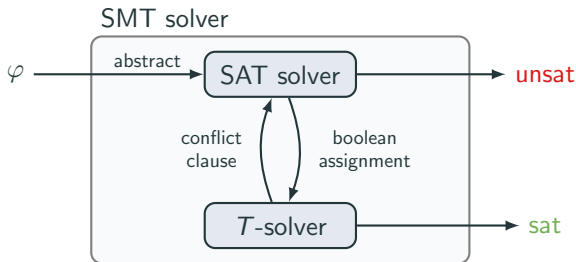 SMT solver
φ
abstract
SAT solver
unsat
conflict
clause
boolean
assignment
T-solver
sat